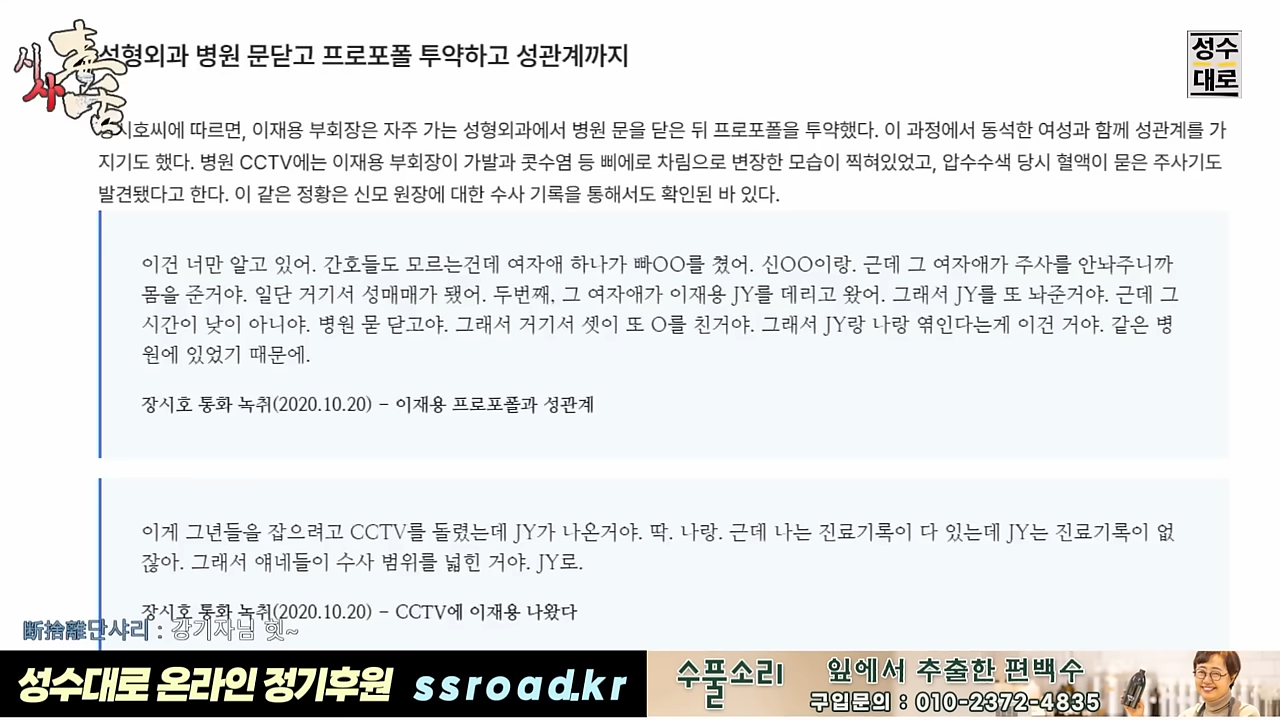 시사
성형외과 병원 문닫고 프로포폴 투약하고 성관계까지
성수
대로
시호씨에 따르면, 이재용 부회장은 자주 가는 성형외과에서 병원 문을 닫은 뒤 프로포폴을 투약했다. 이 과정에서 동석한 여성과 함께 성관계를 가
지기도 했다. 병원 CCTV에는 이재용 부회장이 가발과 콧수염 등 삐에로 차림으로 변장한 모습이 찍혀있었고, 압수수색 당시 혈액이 묻은 주사기도
발견됐다고 한다. 이 같은 정황은 신모 원장에 대한 수사 기록을 통해서도 확인된 바 있다.
이건 너만 알고 있어. 간호들도 모르는건데 여자애 하나가 빠OO를 쳤어. 신OO이랑. 근데 그 여자애가 주사를 안놔주니까
몸을 준거야. 일단 거기서 성매매가 됐어. 두번째, 그 여자애가 이재용 JY를 데리고 왔어. 그래서 JY를 또 놔준거야. 근데 그
시간이 낮이 아니야. 병원 문 닫고야. 그래서 거기서 셋이 또 O를 친거야. 그래서 JY랑 나랑 엮인다는게 이건 거야. 같은 병
원에 있었기 때문에.
장시호 통화 녹취(2020.10.20) – 이재용 프로포폴과 성관계
이게 그년들을 잡으려고 CCTV를 돌렸는데 JY가 나온거야. 딱. 나랑. 근데 나는 진료기록이 다 있는데 JY는 진료기록이 없
잖아. 그래서 얘네들이 수사 범위를 넓힌 거야. JY로.
장시호 통화 녹취(2020.10.20) – CCTV에 이재용 나왔다
断捨離단샤리 : 강기자님 힛~
성수대로 온라인 정기후원 ssroad.kr
수풀소리
잎에서 추출한 편백수
구입문의 : 010-2372-4835